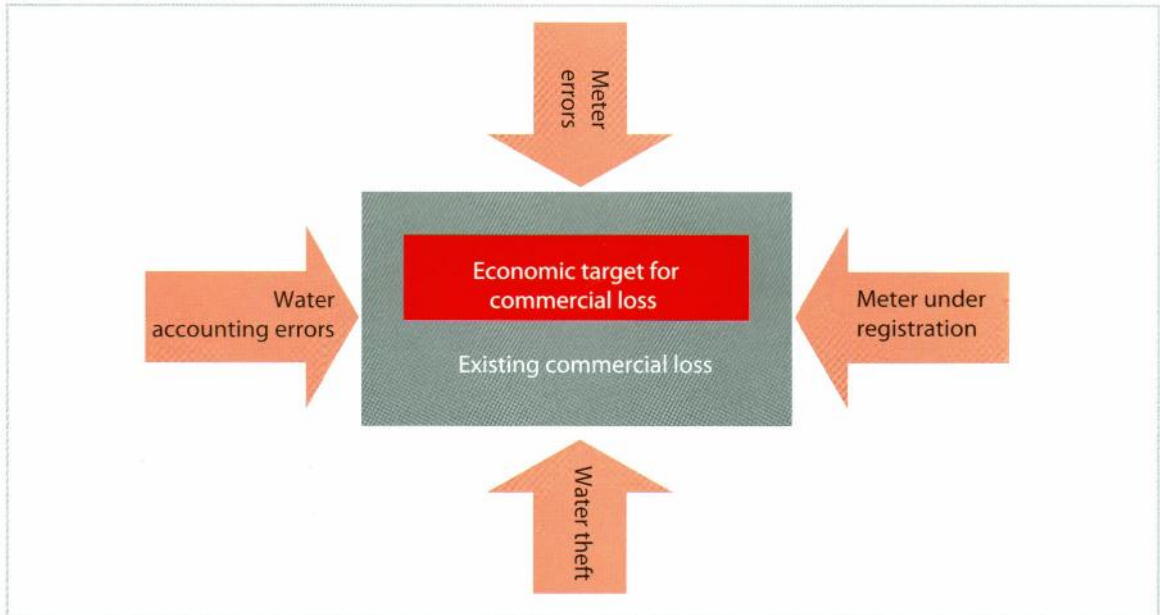 Meter
errors
Economic target for
commercial loss
Water
accounting errors
Meter under
registration
Existing commercial loss
Water theft